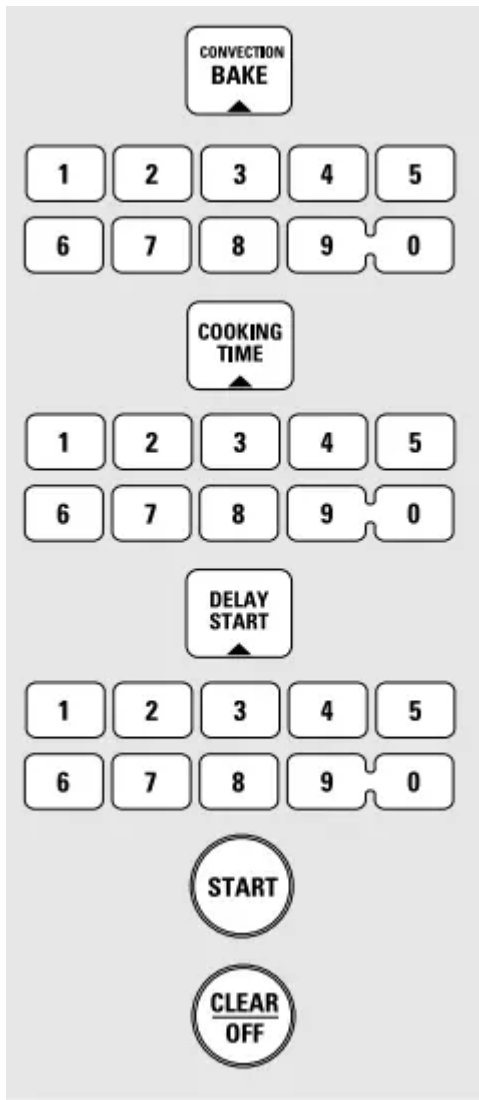 CONVECTION
BAKE
1 2 3 4 5
6 7 8 9 0
COOKING
TIME
1 2 3 4 5
6 7 8 9 0
DELAY
START
1 2 3 4 5
6 7 8 9 0
START
CLEAR
OFF